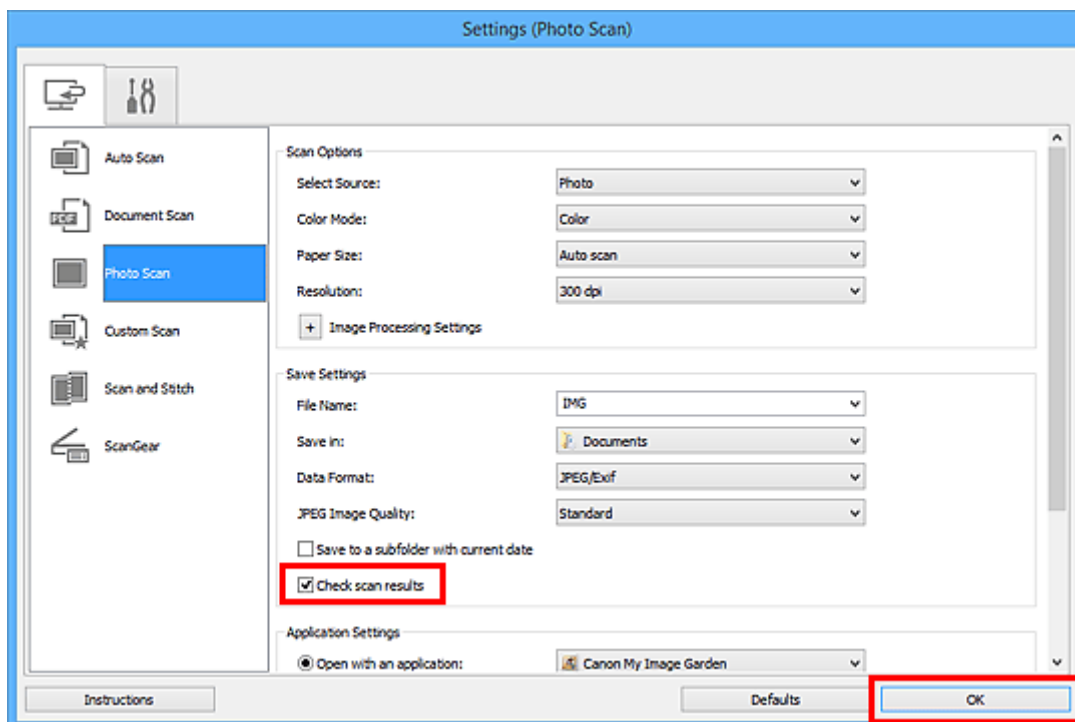 Settings (Photo Scan)
Auto Scan
PDF
Document Scan
Photo Scan
Custom Scan
Scan and Stitch
ScanGear
Scan Options
Select Source: Photo
Color Mode: Color
Paper Size: Auto scan
Resolution: 300 dpi
+ Image Processing Settings
Save Settings
File Name: IMG
Save in: Documents
Data Format: JPEG/Exif
JPEG Image Quality: Standard
Save to a subfolder with current date
Check scan results
Application Settings
Open with an application: Canon My Image Garden
Instructions Defaults OK